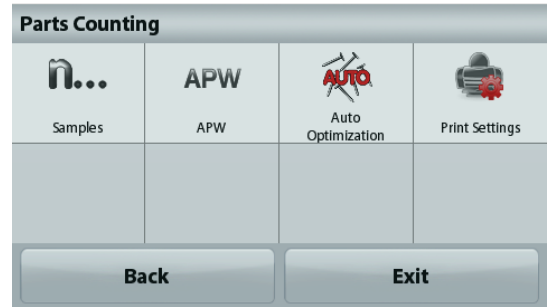 Parts Counting
n...
APW
AUTO
Samples
APW
Auto
Optimization
Print Settings
Back
Exit